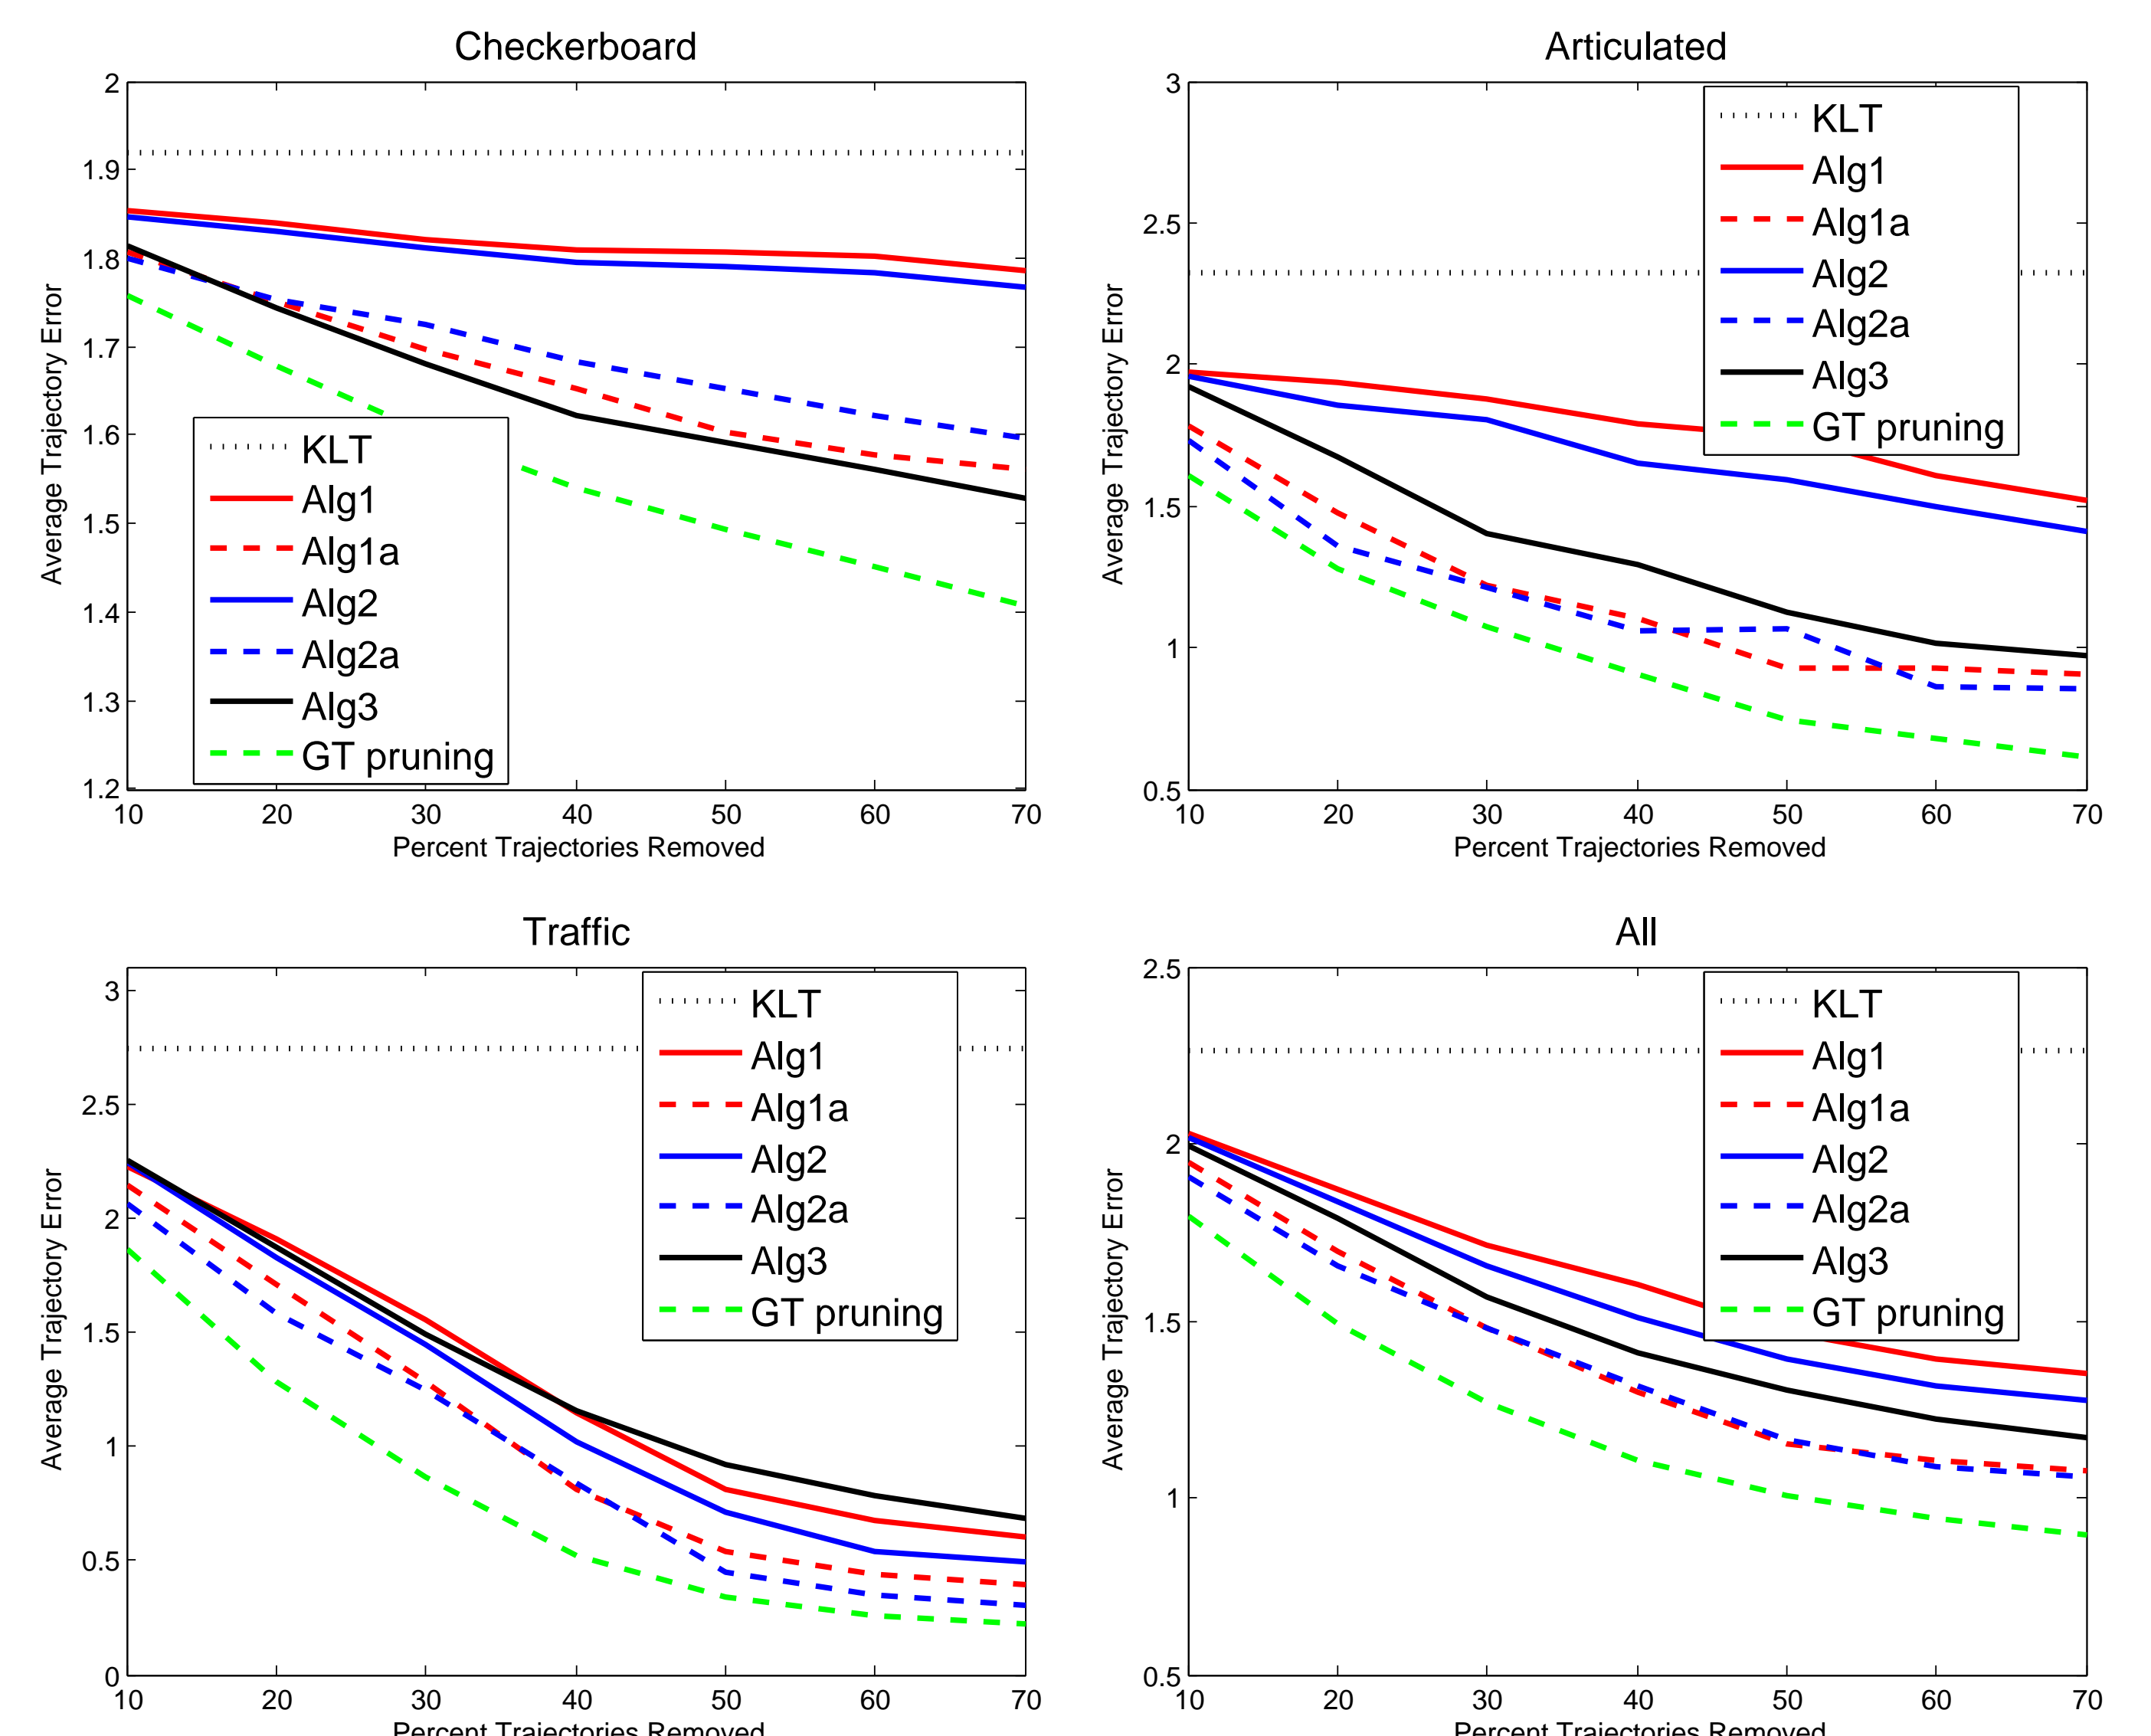 Checkerboard
2
1.9
1.8
1.7
1.6
1.5
1.4
1.3
1.2
10 20 30 40 50 60 70
Average Trajectory Error
Percent Trajectories Removed
KLT
Alg1
Alg1a
Alg2
Alg2a
Alg3
GT pruning
Articulated
3
2.5
2
1.5
1
0.5
10 20 30 40 50 60 70
Average Trajectory Error
Percent Trajectories Removed
KLT
Alg1
Alg1a
Alg2
Alg2a
Alg3
GT pruning
Traffic
3
2.5
2
1.5
1
0.5
0
10 20 30 40 50 60 70
Average Trajectory Error
Percent Trajectories Removed
KLT
Alg1
Alg1a
Alg2
Alg2a
Alg3
GT pruning
All
2.5
2
1.5
1
0.5
10 20 30 40 50 60 70
Average Trajectory Error
Percent Trajectories Removed
KLT
Alg1
Alg1a
Alg2
Alg2a
Alg3
GT pruning